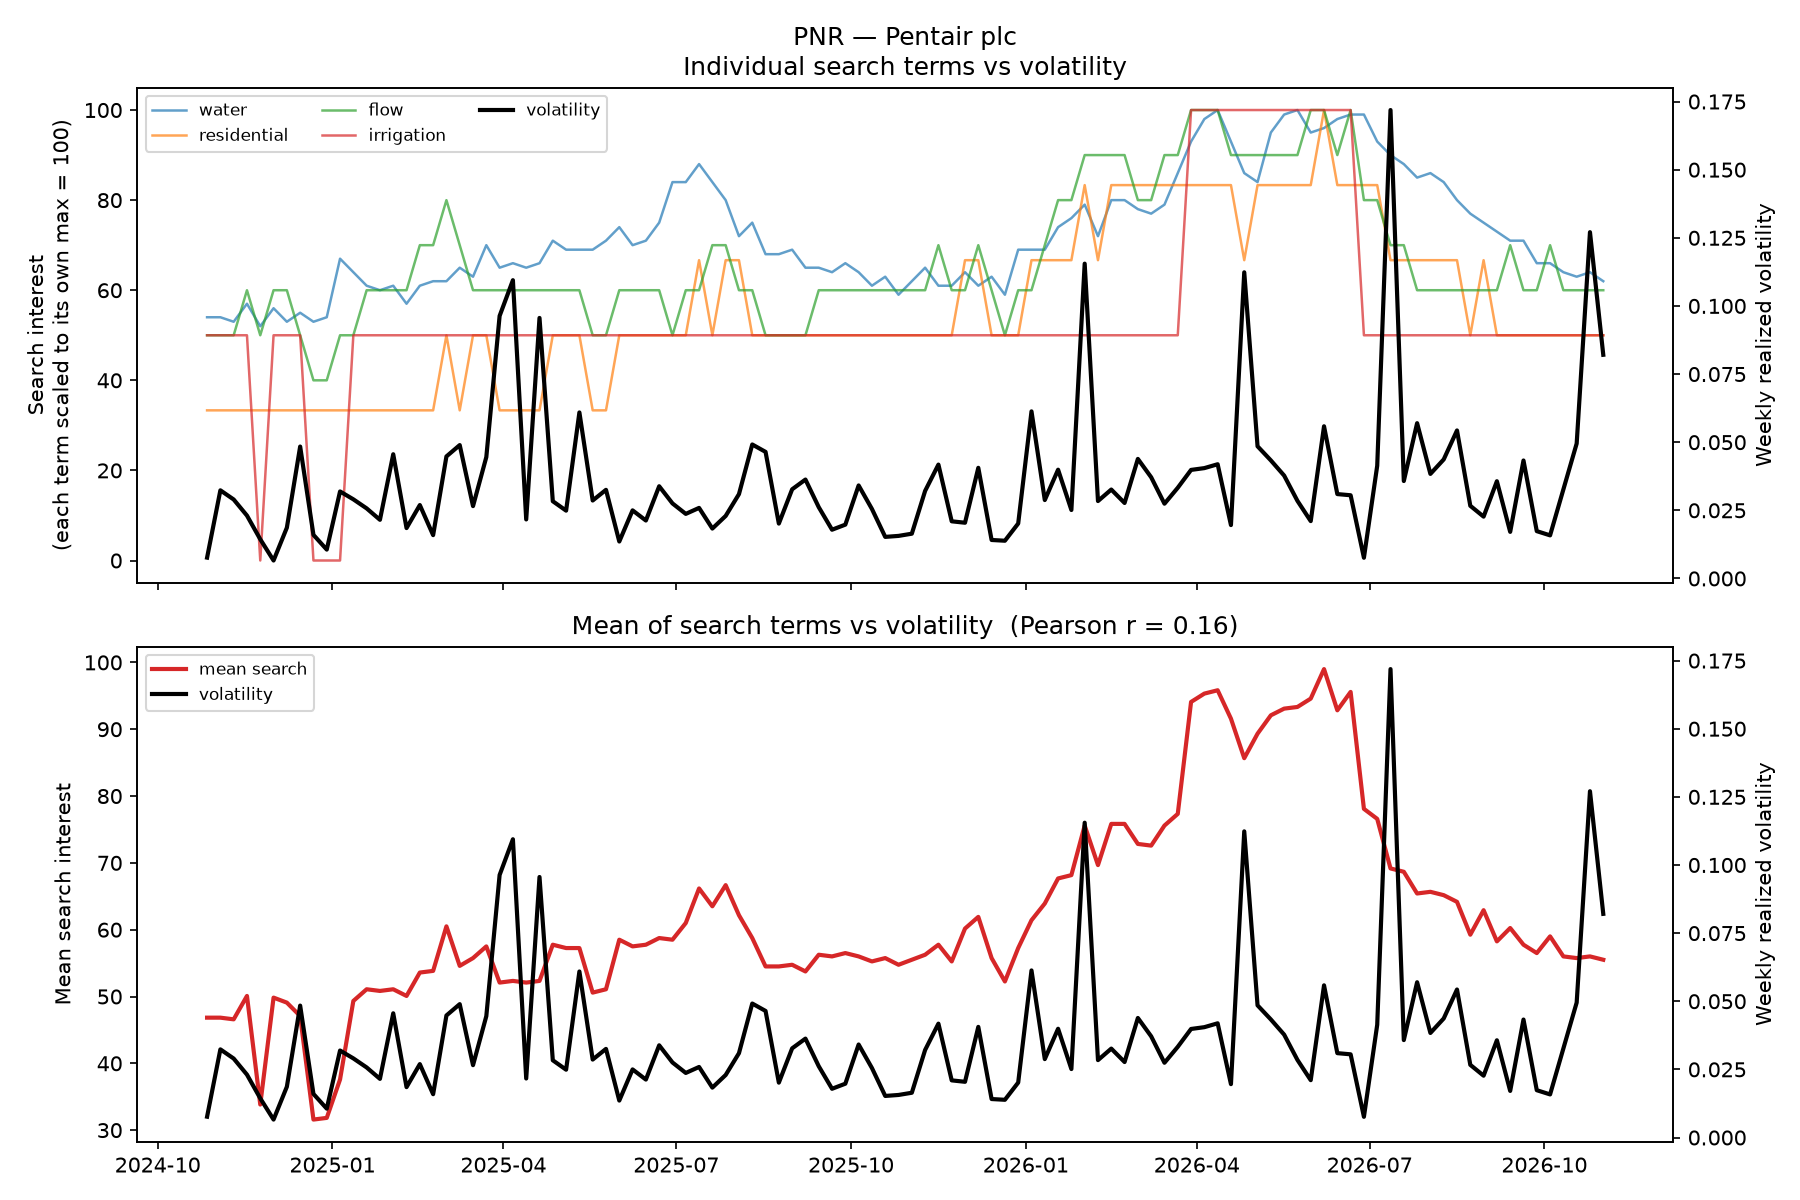 PNR — Pentair plc
Individual search terms vs volatility
water
residential
flow
irrigation
volatility
Search interest
(each term scaled to its own max = 100)
100
80
60
40
20
0
0.175
0.150
0.125
0.100
0.075
0.050
0.025
0.000
Weekly realized volatility
Mean of search terms vs volatility (Pearson r = 0.16)
mean search
volatility
Mean search interest
100
90
80
70
60
50
40
30
0.175
0.150
0.125
0.100
0.075
0.050
0.025
0.000
Weekly realized volatility
2024-10
2025-01
2025-04
2025-07
2025-10
2026-01
2026-04
2026-07
2026-10